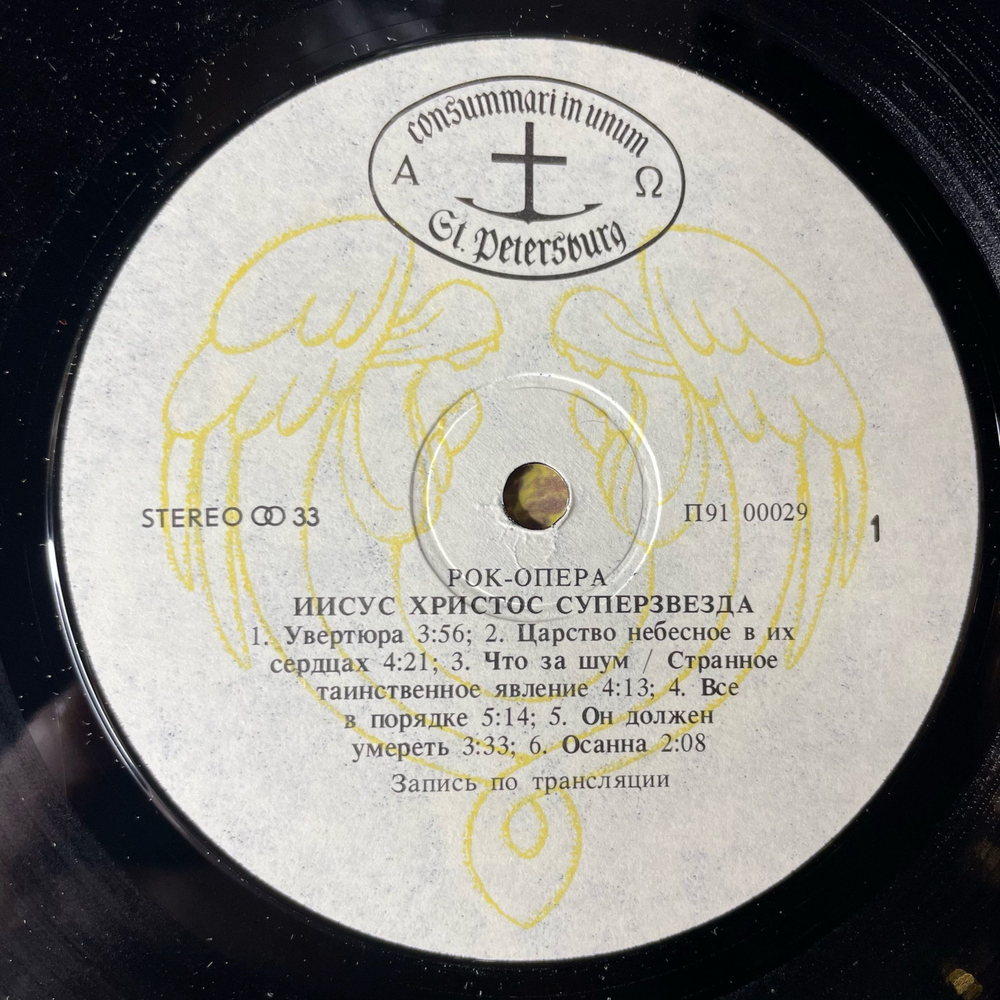 consummari in unum
Α Ω
St. Petersburg
STEREO OO 33 П91 00029 1
РОК-ОПЕРА
ИИСУС ХРИСТОС СУПЕРЗВЕЗДА
1. Увертюра 3:56; 2. Царство небесное в их
сердцах 4:21; 3. Что за шум / Странное
таинственное явление 4:13; 4. Все
в порядке 5:14; 5. Он должен
умереть 3:33; 6. Осанна 2:08
Запись по трансляции